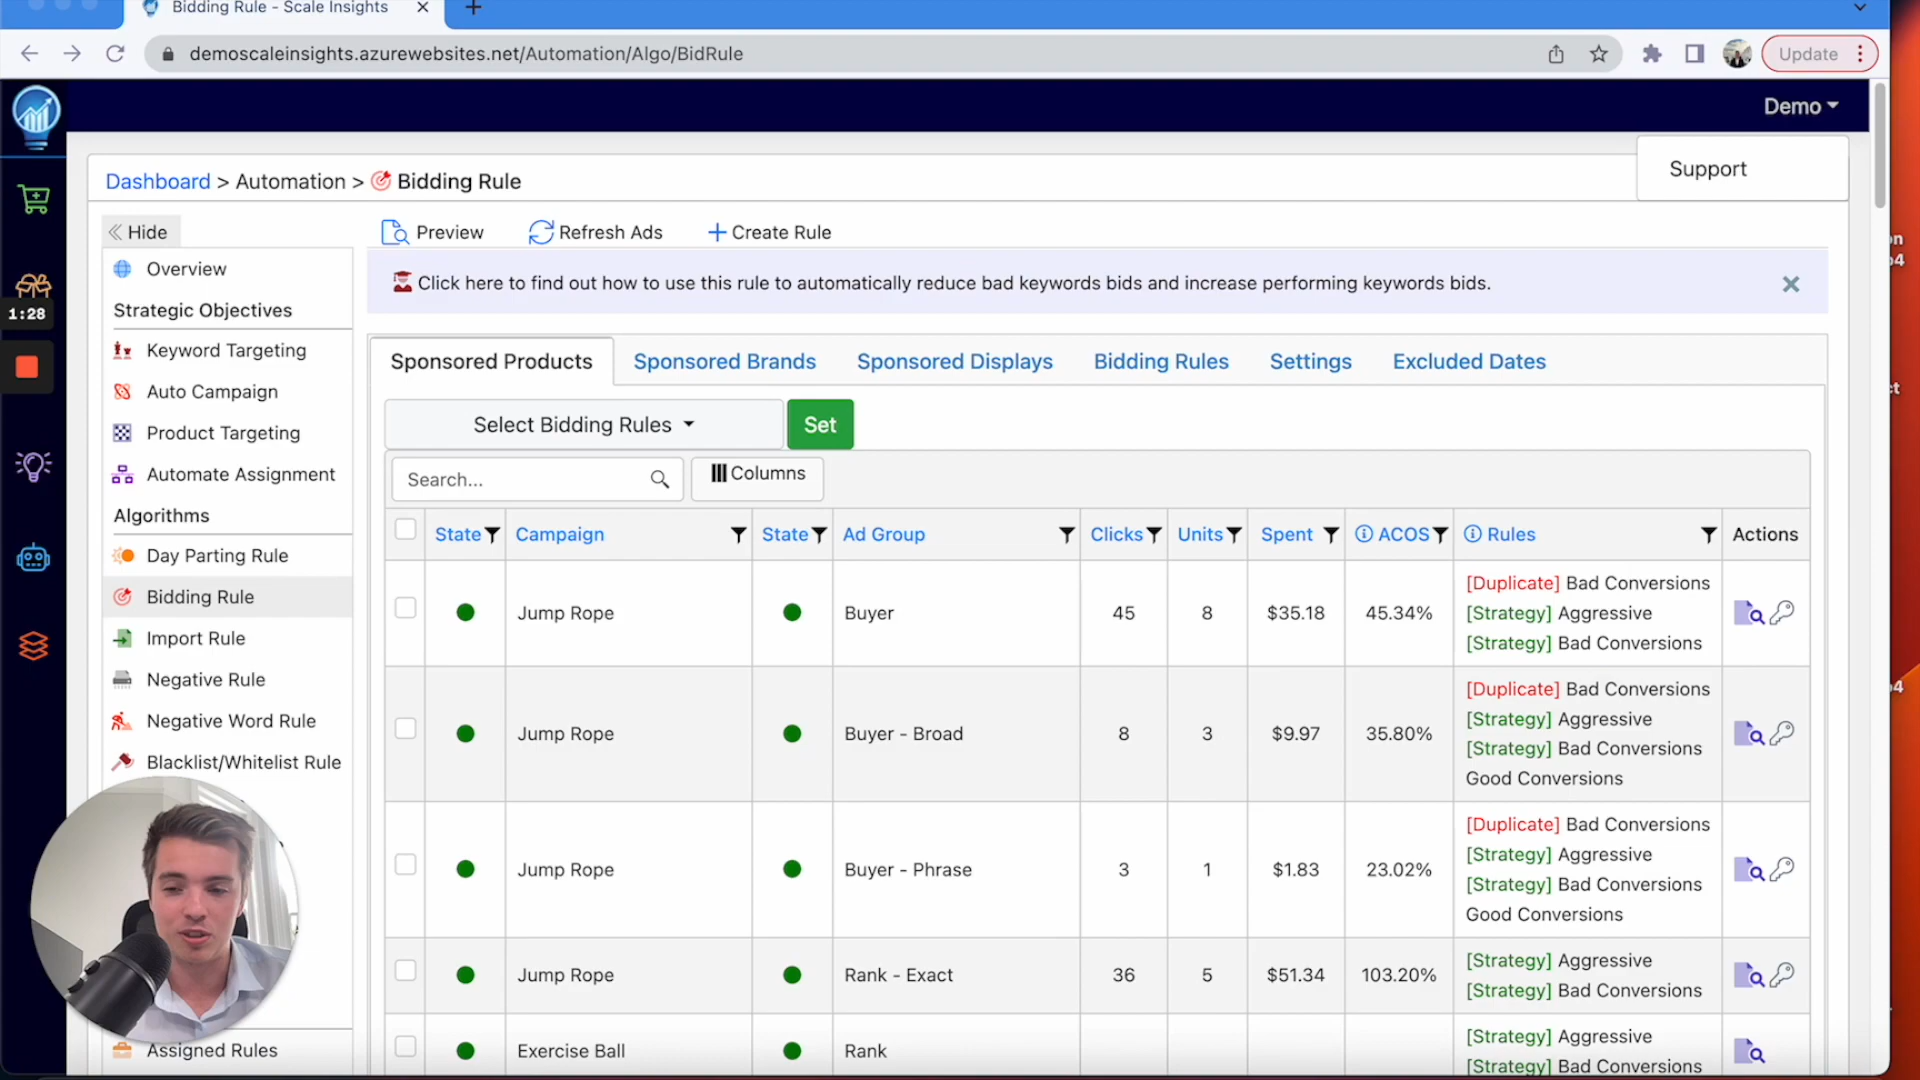 Bidding Rule - Scale Insights
demoscaleinsights.azurewebsites.net/Automation/Algo/BidRule
Update
Demo
Support
Dashboard > Automation > Bidding Rule
Hide
Preview
Refresh Ads
Create Rule
Click here to find out how to use this rule to automatically reduce bad keywords bids and increase performing keywords bids.
1:28
Overview
Strategic Objectives
Keyword Targeting
Auto Campaign
Product Targeting
Automate Assignment
Algorithms
Day Parting Rule
Bidding Rule
Import Rule
Negative Rule
Negative Word Rule
Blacklist/Whitelist Rule
Assigned Rules
Sponsored Products
Sponsored Brands
Sponsored Displays
Bidding Rules
Settings
Excluded Dates
Select Bidding Rules
Set
Search...
Columns
State Campaign State Ad Group Clicks Units Spent ACOS Rules Actions
Jump Rope Buyer 45 8 $35.18 45.34%
[Duplicate] Bad Conversions
[Strategy] Aggressive
[Strategy] Bad Conversions
Jump Rope Buyer - Broad 8 3 $9.97 35.80%
[Duplicate] Bad Conversions
[Strategy] Aggressive
[Strategy] Bad Conversions
Good Conversions
Jump Rope Buyer - Phrase 3 1 $1.83 23.02%
[Duplicate] Bad Conversions
[Strategy] Aggressive
[Strategy] Bad Conversions
Good Conversions
Jump Rope Rank - Exact 36 5 $51.34 103.20%
[Strategy] Aggressive
[Strategy] Bad Conversions
Exercise Ball Rank
[Strategy] Aggressive
[Strategy] Bad Conversions